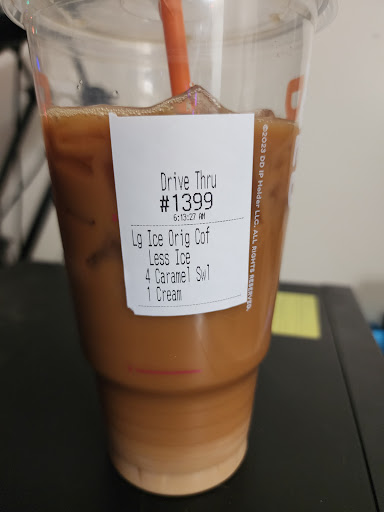 Drive Thru
#1399
6:13:27 AM
Lg Ice Orig Cof
Less Ice
4 Caramel Swl
1 Cream
©2023 DD IP Holder LLC. ALL RIGHTS RESERVED.